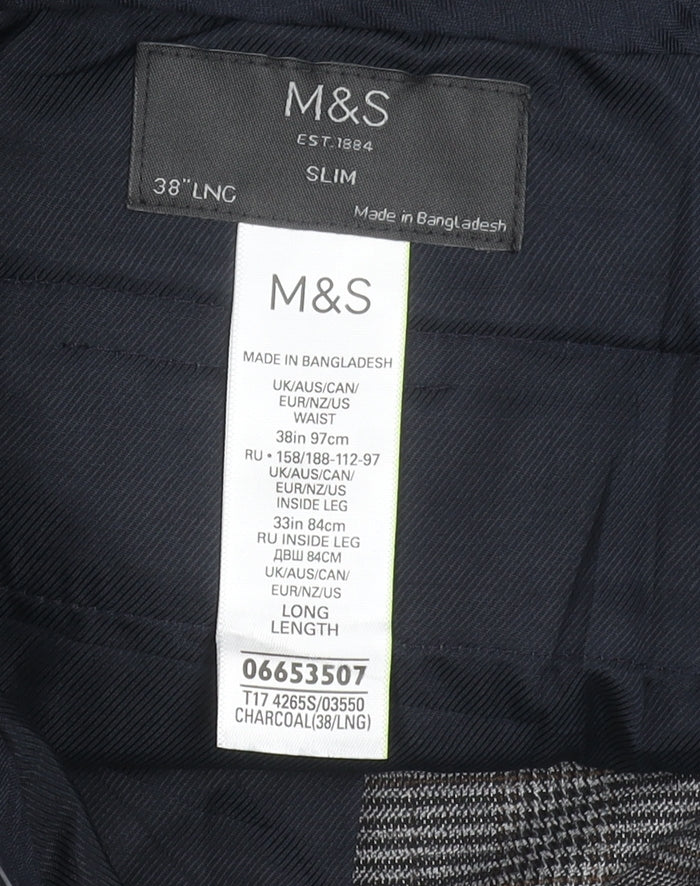 M&S
EST.1884
SLIM
38" LNG
Made in Bangladesh
M&S
MADE IN BANGLADESH
UK/AUS/CAN/
EUR/NZ/US
WAIST
38in 97cm
RU • 158/188-112-97
UK/AUS/CAN/
EUR/NZ/US
INSIDE LEG
33in 84cm
RU INSIDE LEG
ДВШ 84CM
UK/AUS/CAN/
EUR/NZ/US
LONG
LENGTH
06653507
T17 4265S/03550
CHARCOAL(38/LNG)